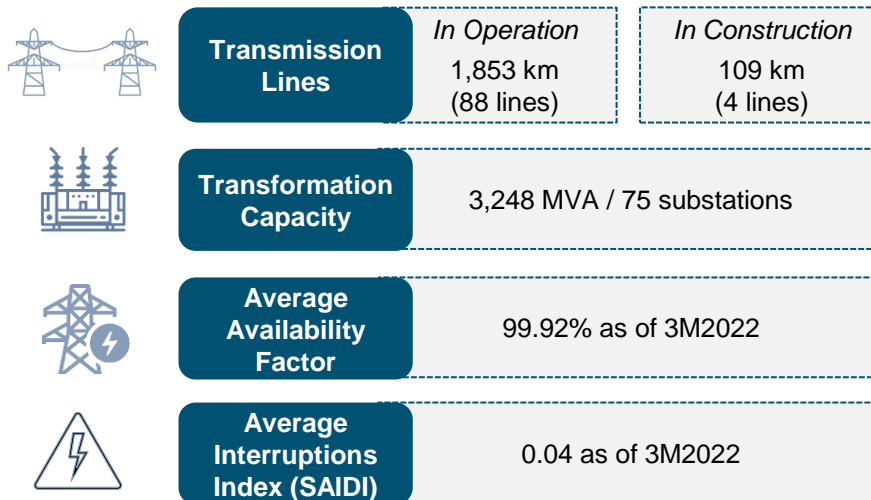 Transmission
Lines
In Operation
1,853 km
(88 lines)
In Construction
109 km
(4 lines)
Transformation
Capacity
3,248 MVA / 75 substations
Average
Availability
Factor
99.92% as of 3M2022
Average
Interruptions
Index (SAIDI)
0.04 as of 3M2022